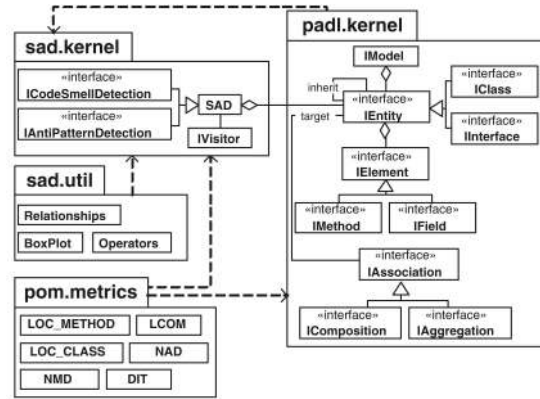 sad.kernel
«interface»
ICodeSmellDetection
«interface»
IAntiPatternDetection
SAD
IVisitor
sad.util
Relationships
BoxPlot
Operators
pom.metrics
LOC_METHOD
LCOM
LOC_CLASS
NAD
NMD
DIT
padl.kernel
IModel
inherit
«interface»
IEntity
target
«interface»
IClass
«interface»
IInterface
«interface»
IElement
«interface»
IMethod
«interface»
IField
«interface»
IAssociation
«interface»
IComposition
«interface»
IAggregation